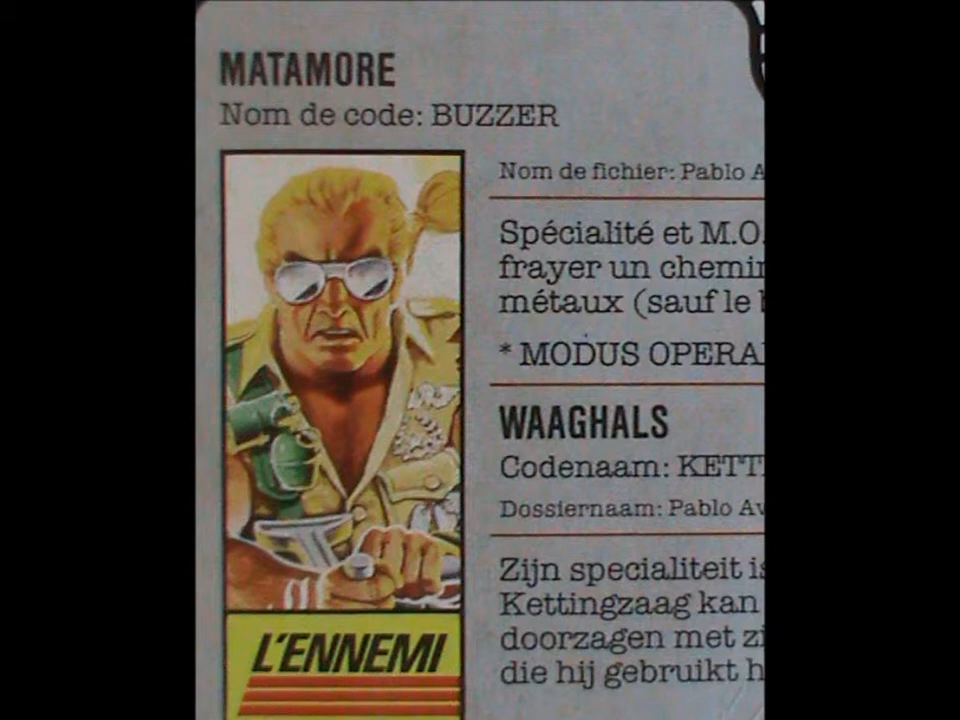 MATAMORE
Nom de code: BUZZER
Nom de fichier: Pablo
Spécialité et M.O.
frayer un
métaux (sauf le
* MODUS
WAAGHALS
Codenaam:
Dossiernaam: Pablo
Zijn specialiteit
Kettingzaag kan
doorzagen met
die hij gebruikt
L'ENNEMI